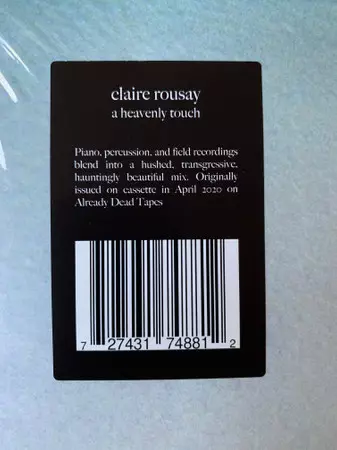 claire rousay
a heavenly touch
Piano, percussion, and field recordings
blend into a hushed, transgressive,
hauntingly beautiful mix. Originally
issued on cassette in April 2020 on
Already Dead Tapes
7 27431 74881 2